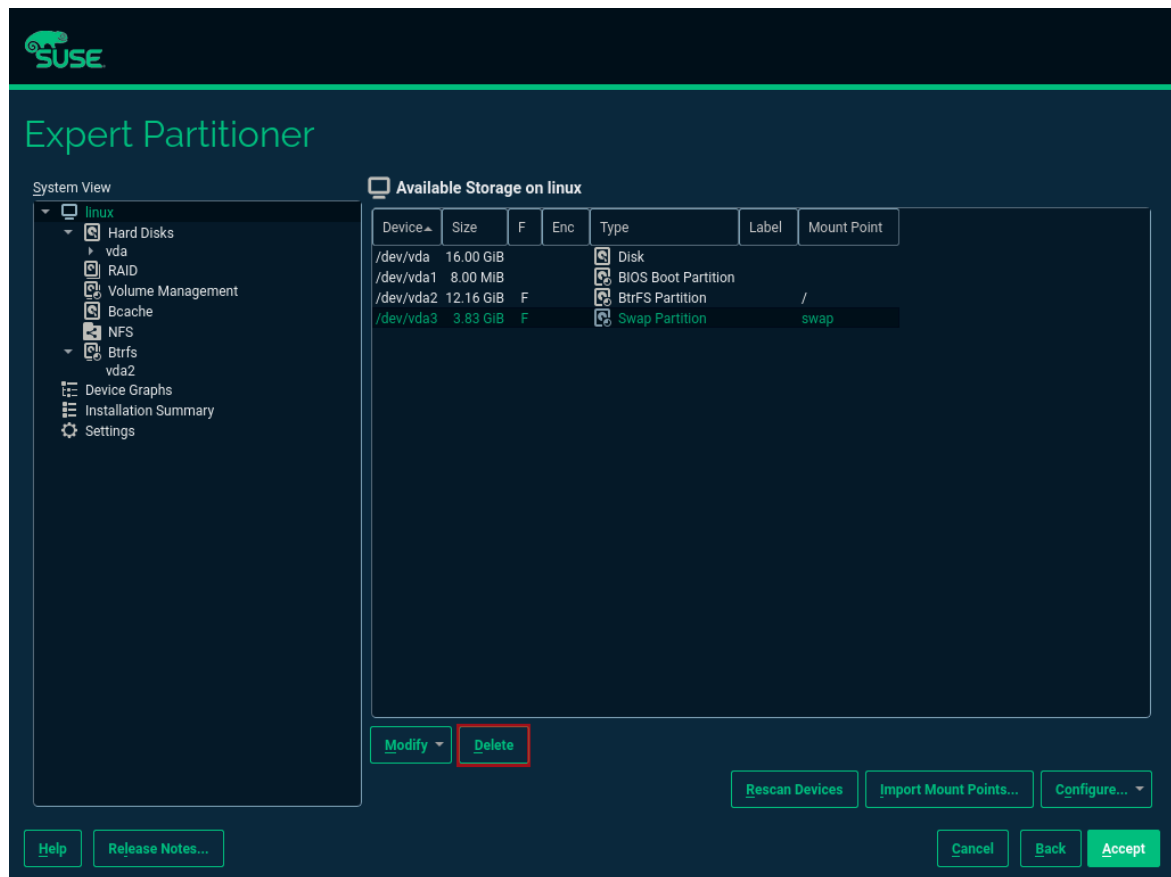 SUSE
Expert Partitioner
System View
linux
Hard Disks
vda
RAID
Volume Management
Bcache
NFS
Btrfs
vda2
Device Graphs
Installation Summary
Settings
Available Storage on linux
Device Size F Enc Type Label Mount Point
/dev/vda 16.00 GiB Disk
/dev/vda1 8.00 MiB BIOS Boot Partition
/dev/vda2 12.16 GiB F BtrFS Partition /
/dev/vda3 3.83 GiB F Swap Partition swap
Modify Delete
Rescan Devices Import Mount Points... Configure...
Help Release Notes... Cancel Back Accept